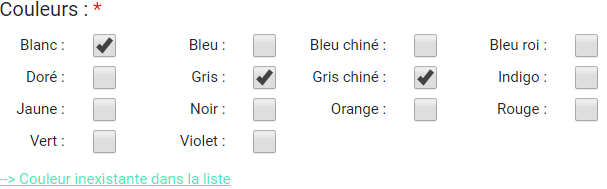 Couleurs : *
Blanc : Bleu : Bleu chiné : Bleu roi :
Doré : Gris : Gris chiné : Indigo :
Jaune : Noir : Orange : Rouge :
Vert : Violet :
--> Couleur inexistante dans la liste